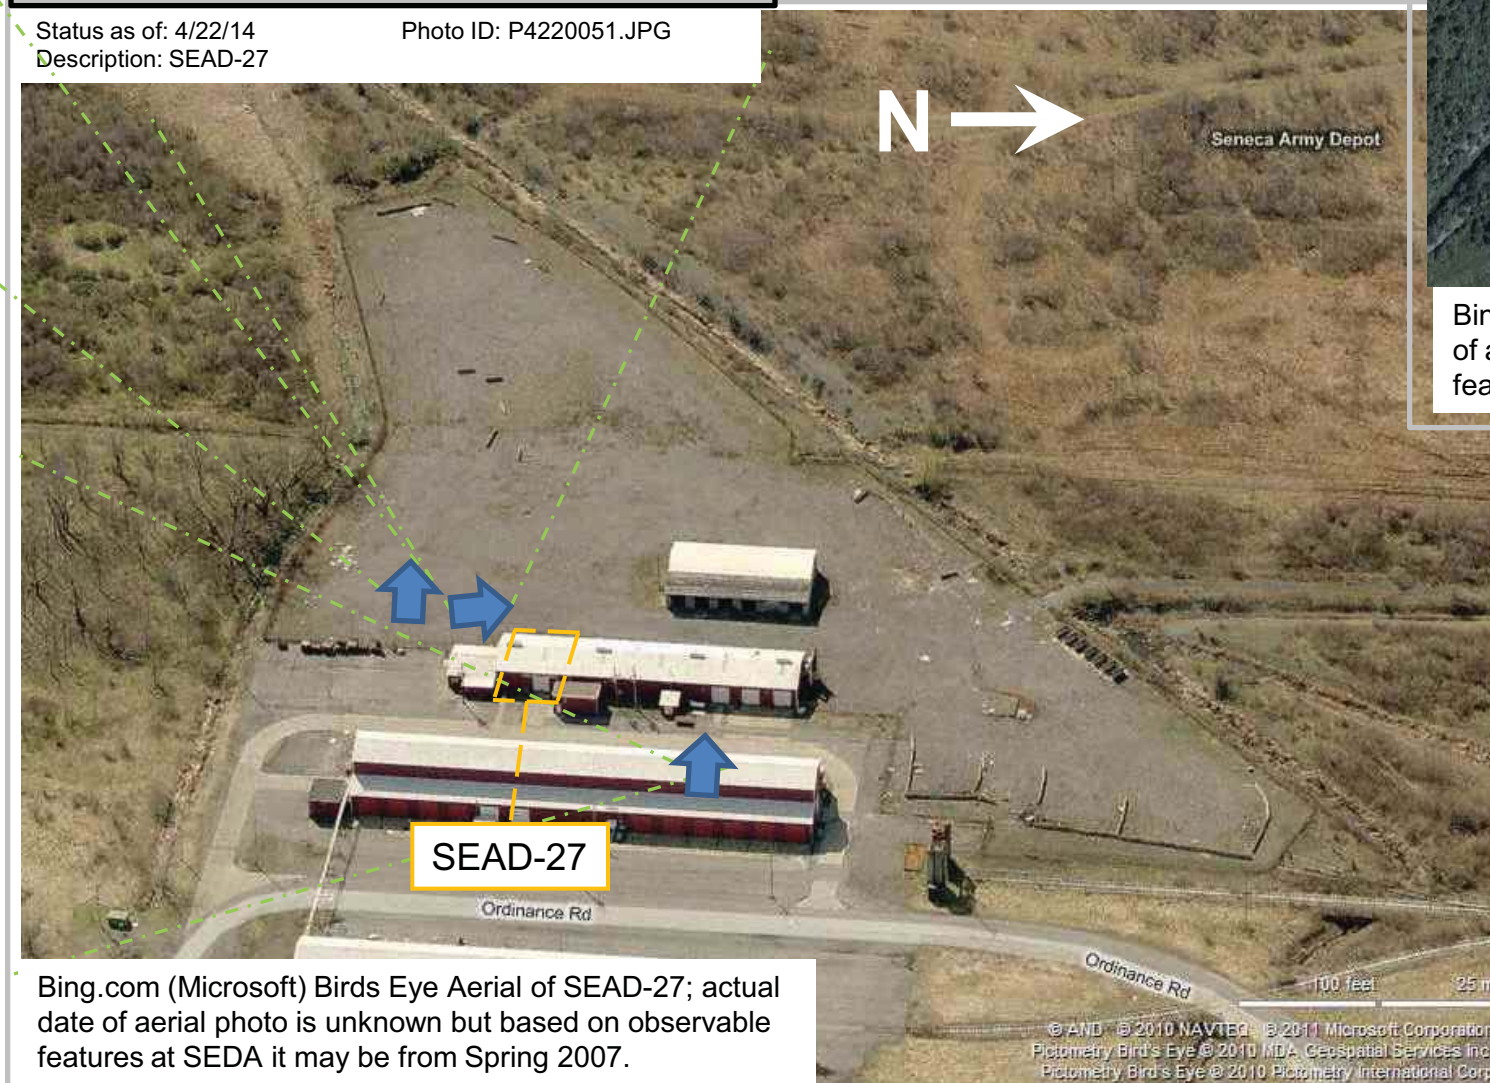 Status as of: 4/22/14 Photo ID: P4220051.JPG
Description: SEAD-27
N
Seneca Army Depot
Bin
of a
fea
SEAD-27
Ordinance Rd
Ordinance Rd
100 feet 25 m
Bing.com (Microsoft) Birds Eye Aerial of SEAD-27; actual
date of aerial photo is unknown but based on observable
features at SEDA it may be from Spring 2007.
© AND © 2010 NAVTEQ © 2011 Microsoft Corporation
Pictometry Bird's Eye © 2010 MDA Geospatial Services Inc
Pictometry Bird's Eye © 2010 Pictometry International Corp